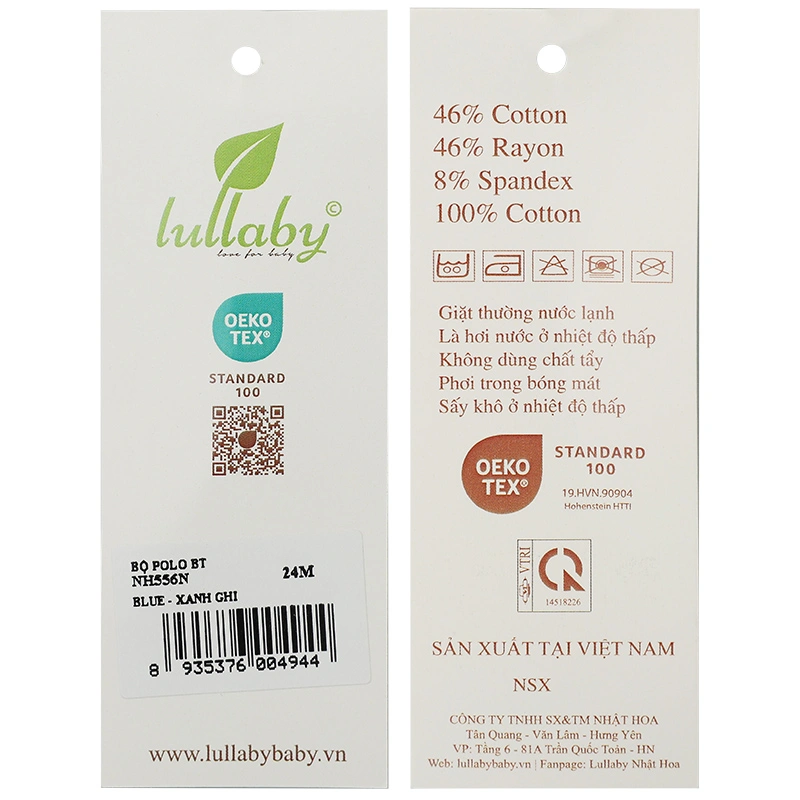 lullaby ©
love for baby
OEKO
TEX®
STANDARD
100
BỘ POLO BT
NH556N 24M
BLUE - XANH GHI
8 935376 004944
www.lullabybaby.vn
46% Cotton
46% Rayon
8% Spandex
100% Cotton
Giặt thường nước lạnh
Là hơi nước ở nhiệt độ thấp
Không dùng chất tẩy
Phơi trong bóng mát
Sấy khô ở nhiệt độ thấp
OEKO
TEX®
STANDARD
100
19.HVN.90904
Hohenstein HTTI
VTRI
14518226
SẢN XUẤT TẠI VIỆT NAM
NSX
CÔNG TY TNHH SX&TM NHẬT HOA
Tân Quang - Văn Lâm - Hưng Yên
VP: Tầng 6 - 81A Trần Quốc Toản - HN
Web: lullabybaby.vn | Fanpage: Lullaby Nhật Hoa